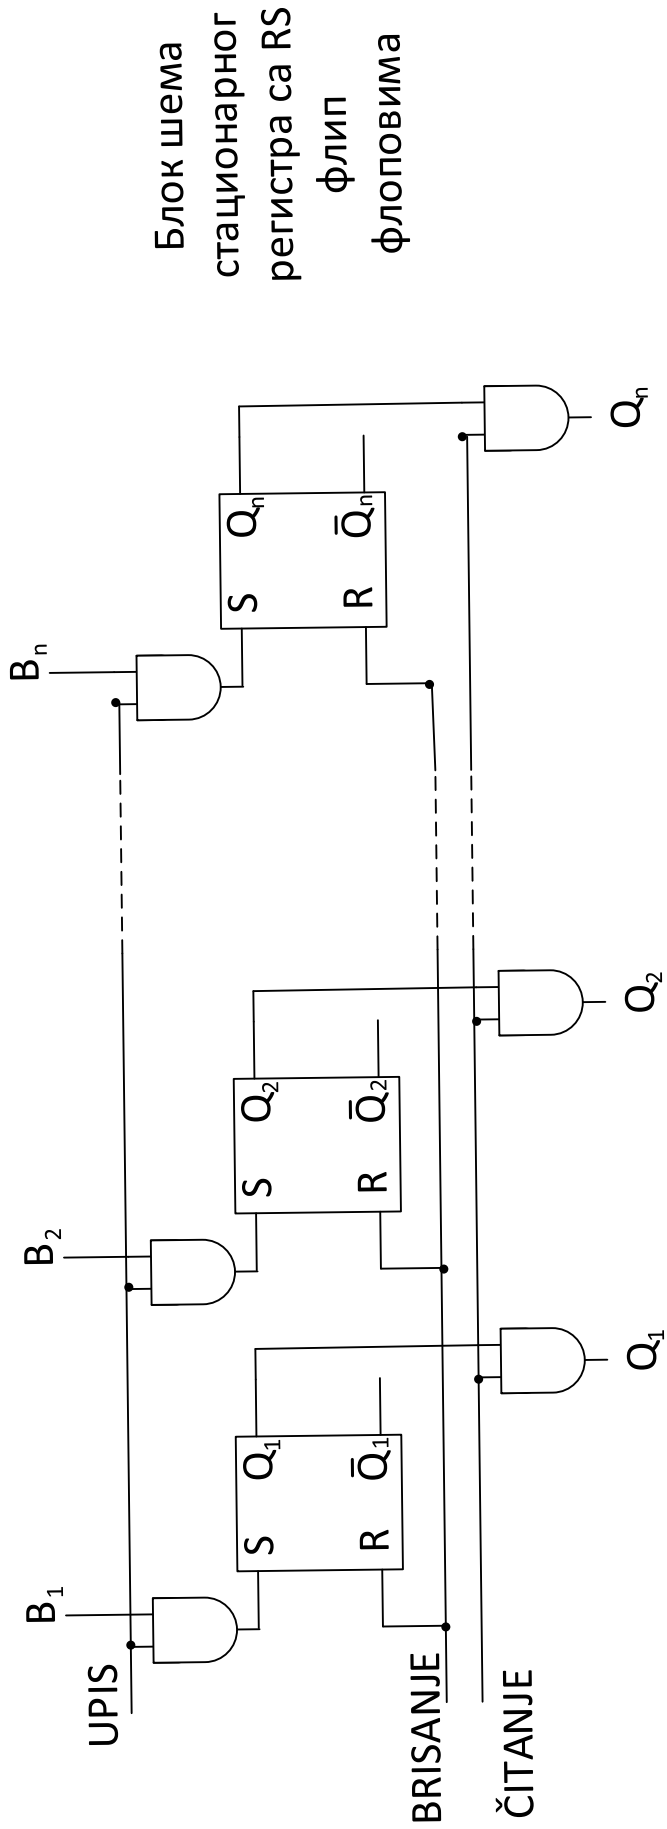 B₁
B₂
Bₙ
UPIS
S
Q₁
R
Q̅₁
S
Q₂
R
Q̅₂
S
Qₙ
R
Q̅ₙ
BRISANJE
ČITANJE
Q₁
Q₂
Qₙ
Блок шема
стационарног
регистра са RS
флип
флоповима